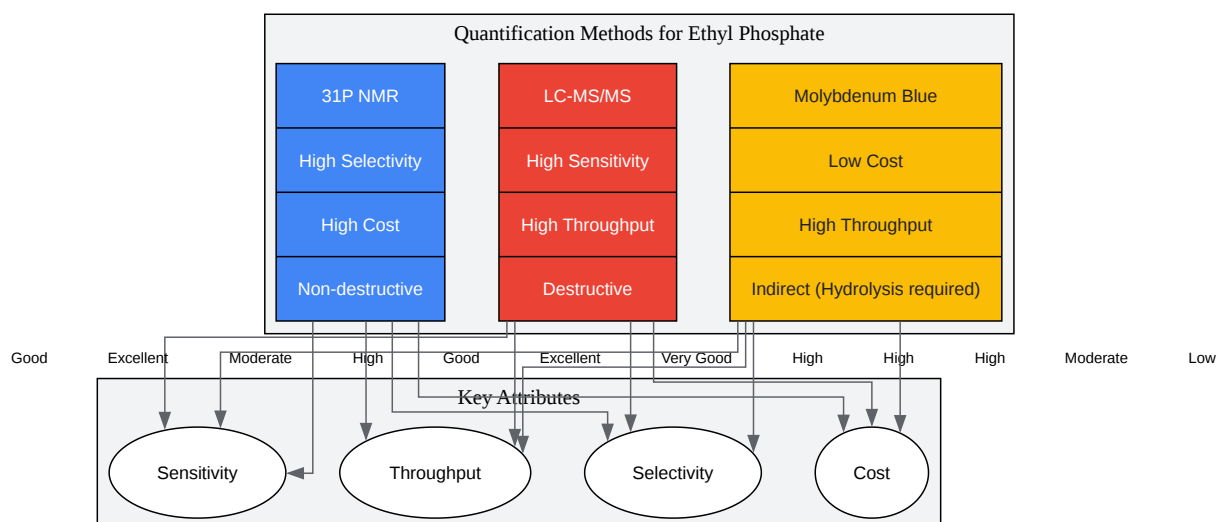 Quantification Methods for Ethyl Phosphate
31P NMR
High Selectivity
High Cost
Non-destructive
LC-MS/MS
High Sensitivity
High Throughput
Destructive
Molybdenum Blue
Low Cost
High Throughput
Indirect (Hydrolysis required)
Good Excellent Moderate High Good Excellent Very Good High High High Moderate Low
Key Attributes
Sensitivity
Throughput
Selectivity
Cost